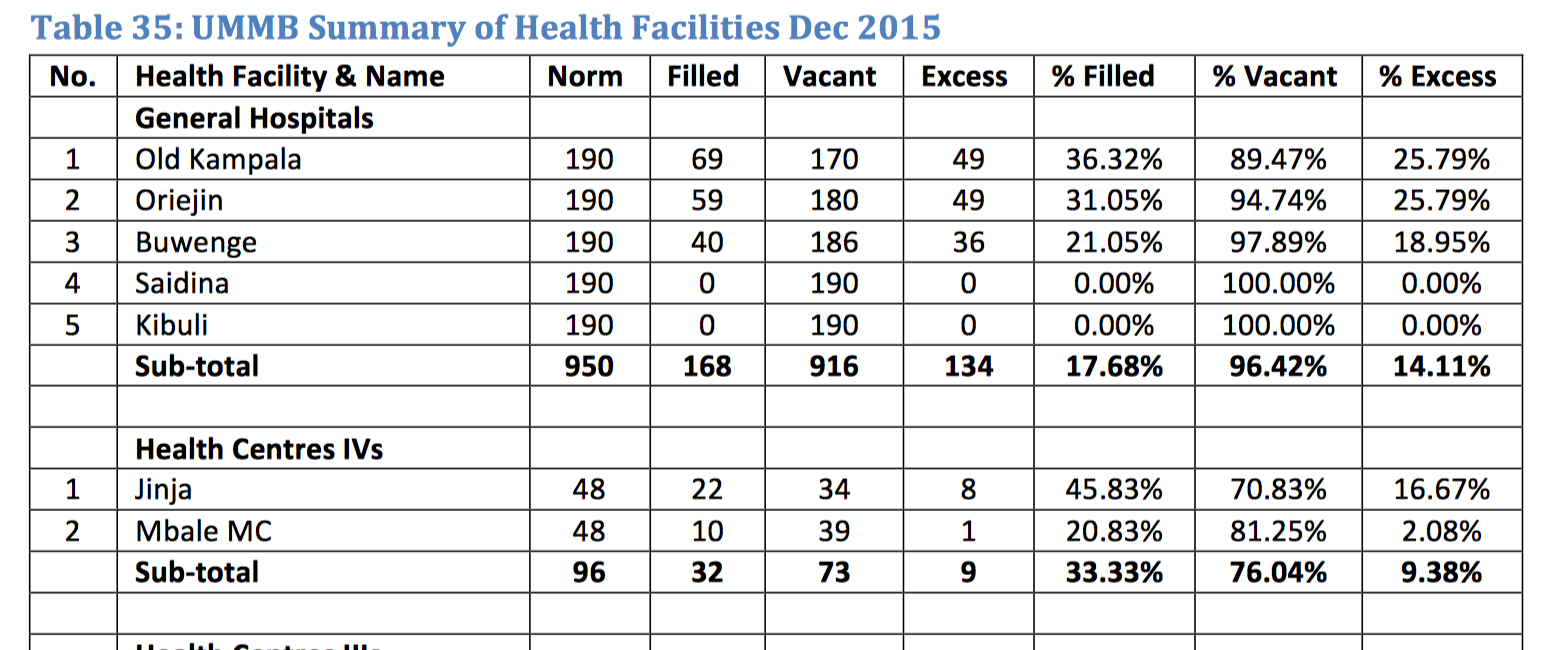 Table 35: UMMB Summary of Health Facilities Dec 2015
No. Health Facility & Name Norm Filled Vacant Excess % Filled % Vacant % Excess
General Hospitals
1 Old Kampala 190 69 170 49 36.32% 89.47% 25.79%
2 Oriejin 190 59 180 49 31.05% 94.74% 25.79%
3 Buwenge 190 40 186 36 21.05% 97.89% 18.95%
4 Saidina 190 0 190 0 0.00% 100.00% 0.00%
5 Kibuli 190 0 190 0 0.00% 100.00% 0.00%
Sub-total 950 168 916 134 17.68% 96.42% 14.11%
Health Centres IVs
1 Jinja 48 22 34 8 45.83% 70.83% 16.67%
2 Mbale MC 48 10 39 1 20.83% 81.25% 2.08%
Sub-total 96 32 73 9 33.33% 76.04% 9.38%